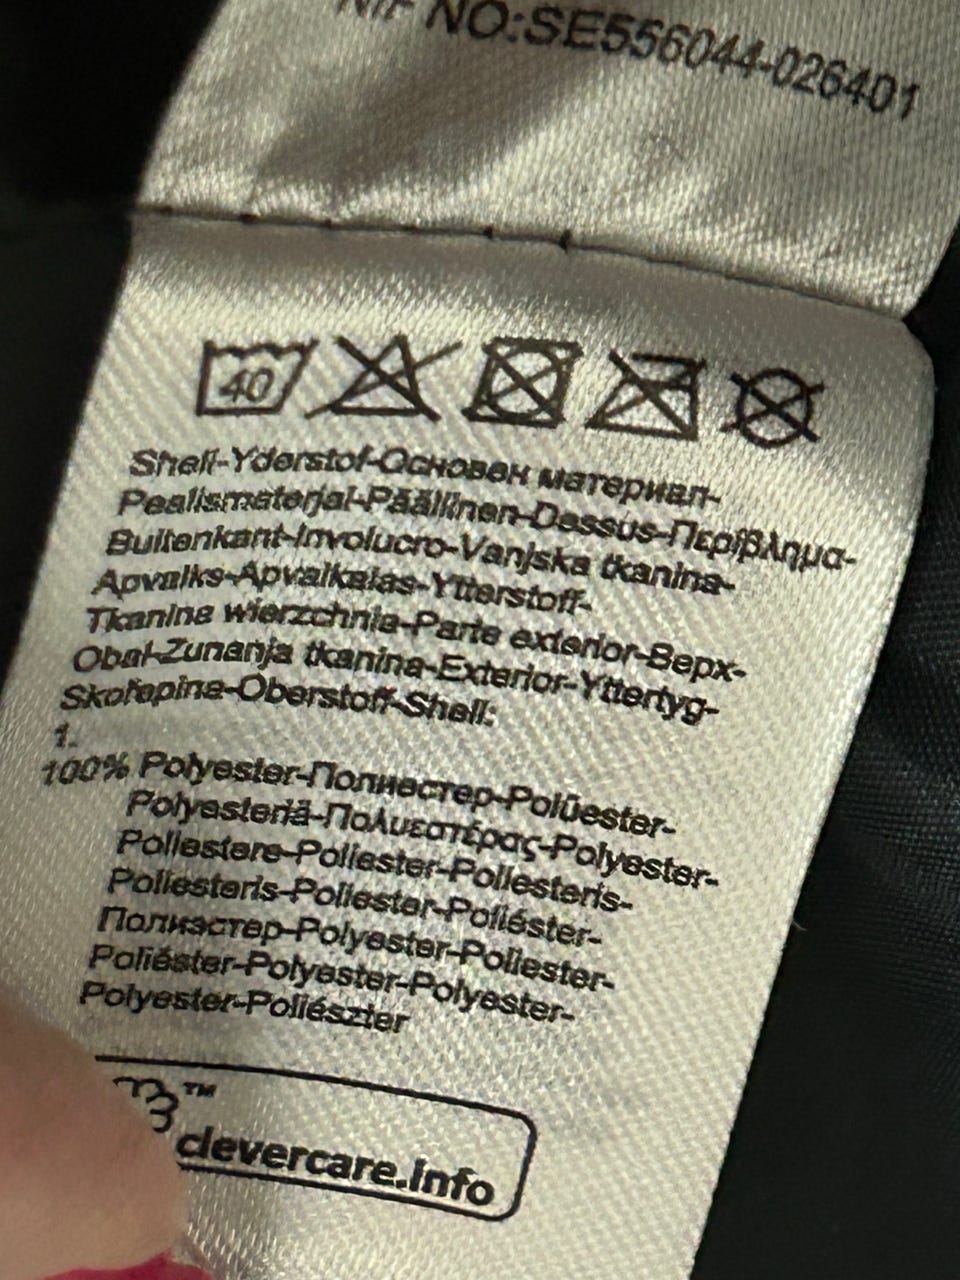 NIF NO:SE556044-026401
40
Shell-Yderstof-Основен материал-
Pealismaterjal-Päällinen-Dessus-Περίβλημα-
Buitenkant-Involucro-Vanjska tkanina-
Apvalks-Apvalkalas-Ytterstoff-
Tkanina wierzchnia-Parte exterior-Верх-
Obal-Zunanja tkanina-Exterior-Yttertyg-
Skořepina-Oberstoff-Shell:
1.
100% Polyester-Полиестер-Polüester-
Polyesteriä-Πολυεστέρας-Polyester-
Poliestere-Poliester-Poliesteris-
Poliesteris-Poliester-Poliéster-
Полиэстер-Polyester-Poliester-
Poliéster-Polyester-Polyester-
Polyester-Poliészter
TM
clevercare.info